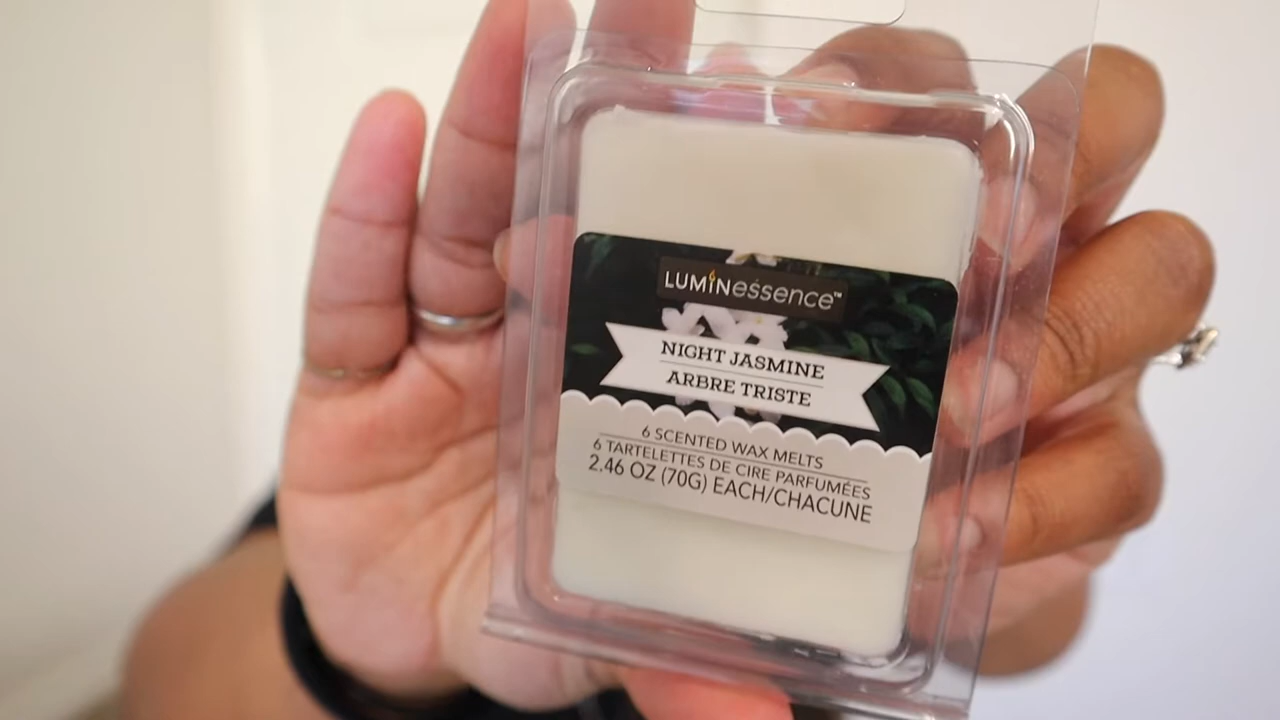 LUMINessence™
NIGHT JASMINE
ARBRE TRISTE
6 SCENTED WAX MELTS
6 TARTELETTES DE CIRE PARFUMÉES
2.46 OZ (70G) EACH/CHACUNE